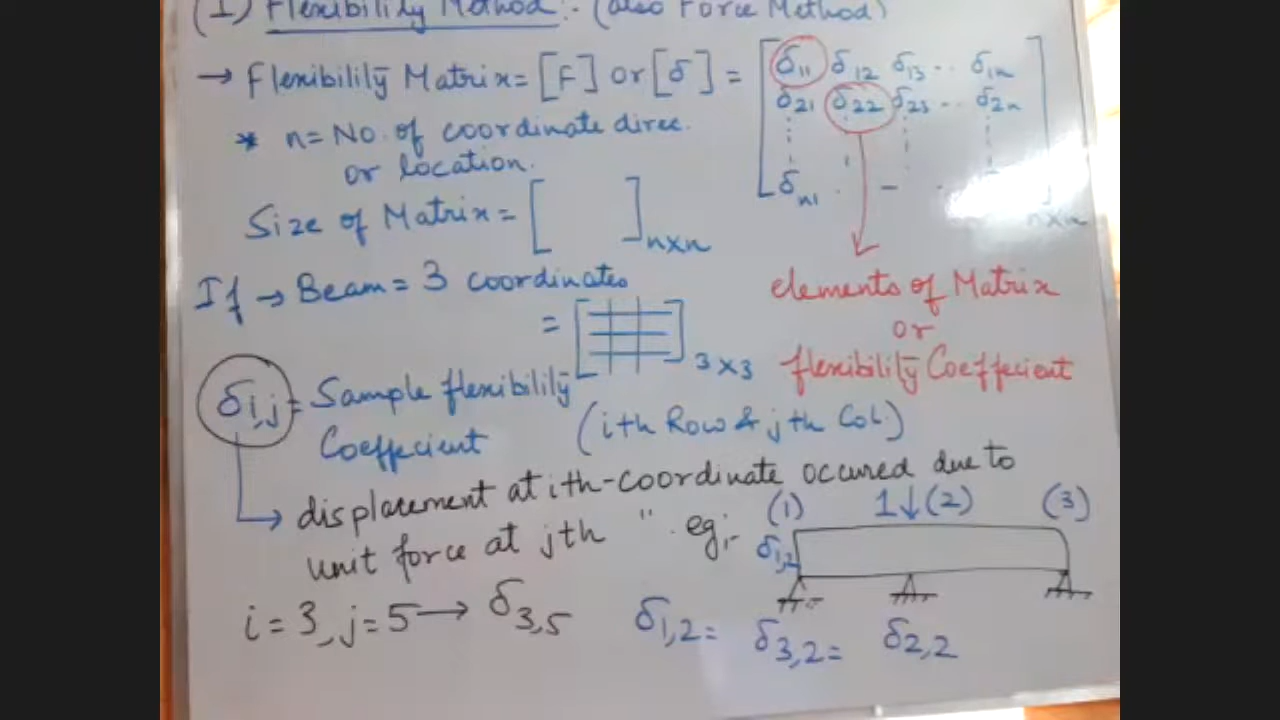 (I) Flexibility Method :- (also Force Method)
→ Flexibility Matrix = [F] or [δ] = [δ11 δ12 δ13 .. δ1n
δ21 δ22 δ23 .. δ2n
δn1 . - .]n×n
* n = No. of coordinate direc.
or location.
Size of Matrix = [ ]n×n
If → Beam = 3 coordinates
= [ ]3×3
elements of Matrix
or
flexibility Coefficient
δi,j = Sample flexibility
Coefficient (ith Row & jth Col.)
→ displacement at ith-coordinate occured due to
unit force at jth " . eg:-
(1) 1↓(2) (3)
δ1,2
i = 3, j = 5 → δ3,5 δ1,2 = δ3,2 = δ2,2